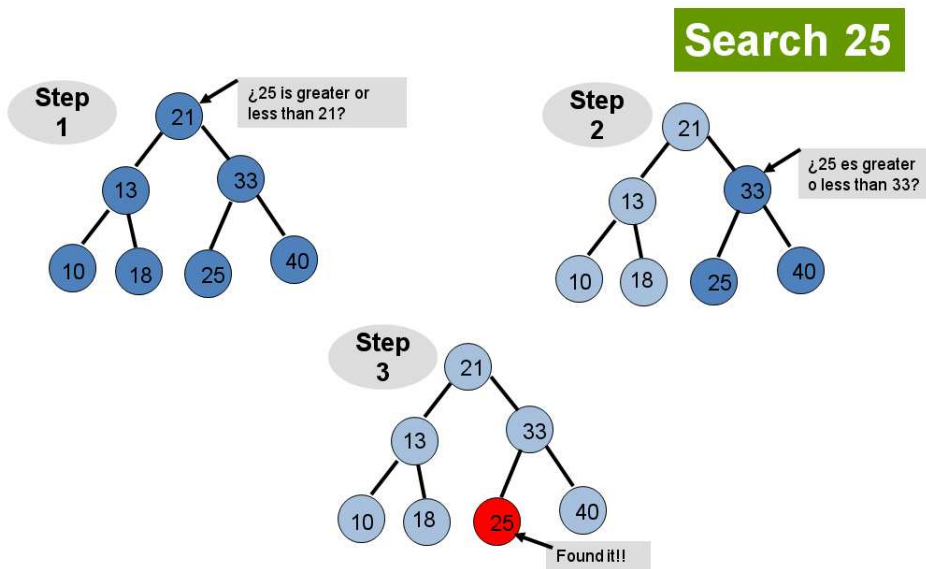 Search 25
Step
1
¿25 is greater or
less than 21?
21
13
33
10
18
25
40
Step
2
¿25 es greater
o less than 33?
21
13
33
10
18
25
40
Step
3
21
13
33
10
18
25
40
Found it!!